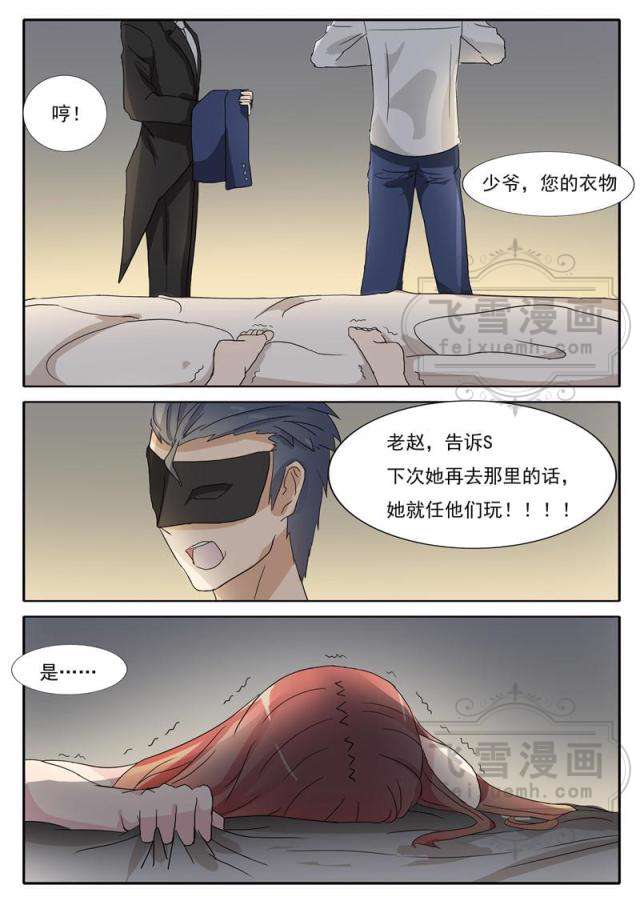 哼！
少爷，您的衣物
飞雪漫画
feixuemh.com
老赵，告诉S
下次她再去那里的话，
她就任他们玩！！！！
是……
飞雪漫画
feixuemh.com